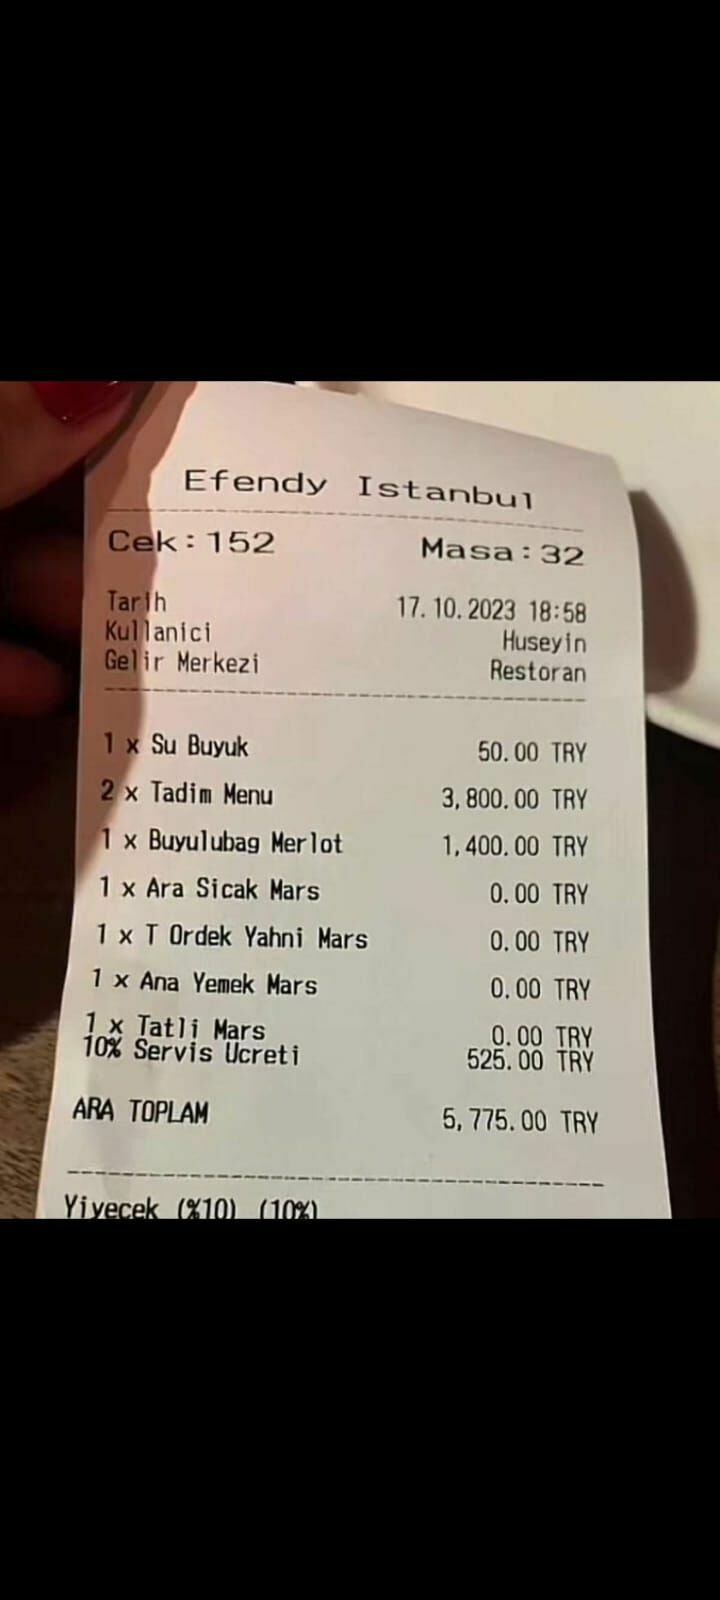 Efendy Istanbul
Cek:152 Masa:32
Tarih 17.10.2023 18:58
Kullanici Huseyin
Gelir Merkezi Restoran
1 x Su Buyuk 50.00 TRY
2 x Tadim Menu 3,800.00 TRY
1 x Buyulubag Merlot 1,400.00 TRY
1 x Ara Sicak Mars 0.00 TRY
1 x T Ordek Yahni Mars 0.00 TRY
1 x Ana Yemek Mars 0.00 TRY
1 x Tatli Mars 0.00 TRY
10% Servis Ucreti 525.00 TRY
ARA TOPLAM 5,775.00 TRY
Yiyecek (%10) (10%)